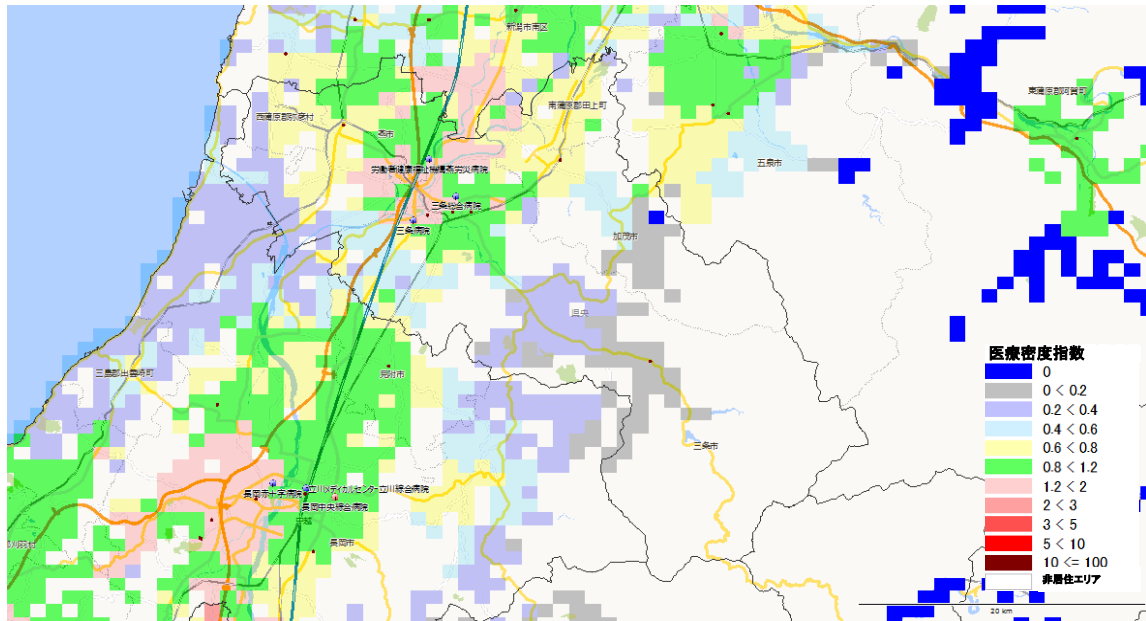 新潟市南区
東蒲原郡阿賀町
南蒲原郡田上町
西蒲原郡弥彦村
燕市
五泉市
労働者健康福祉機構燕労災病院
三条総合病院
三条病院
加茂市
県央
医療密度指数
0
0 < 0.2
0.2 < 0.4
0.4 < 0.6
0.6 < 0.8
0.8 < 1.2
1.2 < 2
2 < 3
3 < 5
5 < 10
10 <= 100
非居住エリア
三島郡出雲崎町
見附市
三条市
立川メディカルセンター立川綜合病院
長岡赤十字病院
長岡中央綜合病院
中越
長岡市
刈羽村
20 km